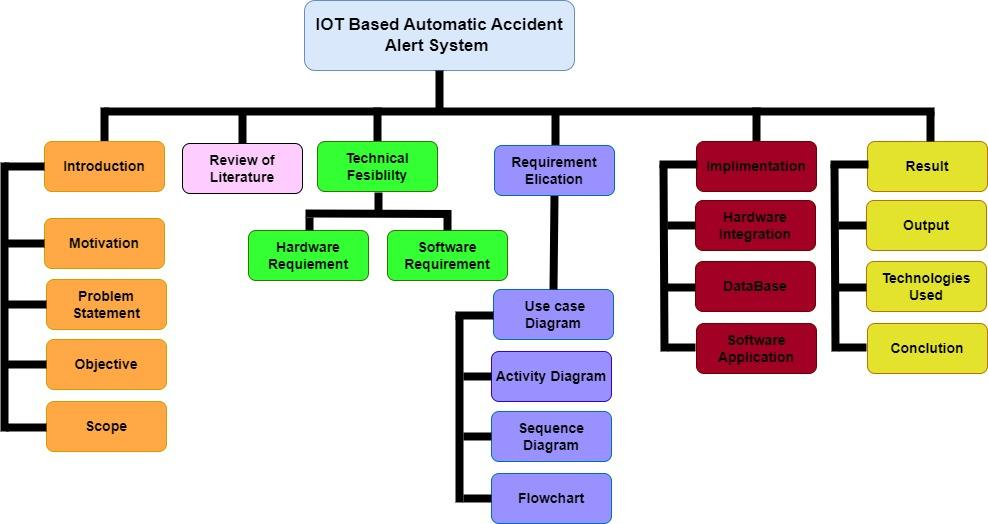 IOT Based Automatic Accident
Alert System
Introduction
Motivation
Problem
Statement
Objective
Scope
Review of
Literature
Technical
Fesiblilty
Hardware
Requiement
Software
Requirement
Requirement
Elication
Use case
Diagram
Activity Diagram
Sequence
Diagram
Flowchart
Implimentation
Hardware
Integration
DataBase
Software
Application
Result
Output
Technologies
Used
Conclution